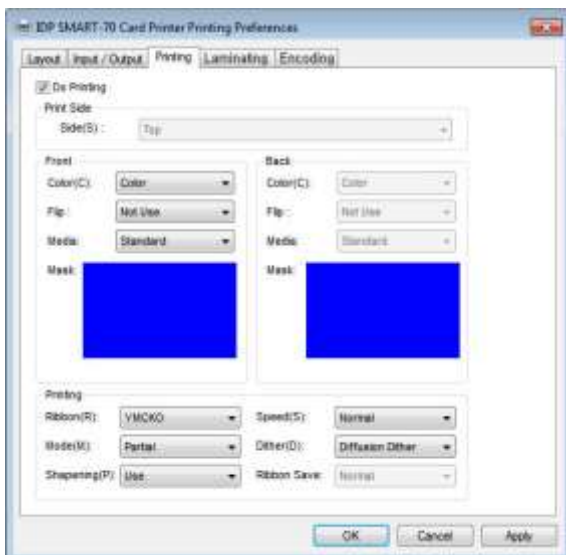 IDP SMART-70 Card Printer Printing Preferences
Layout Input / Output Printing Laminating Encoding
Do Printing
Print Side
Side(S) : Top
Front Back
Color(C): Color Color(C): Color
Flip : Not Use Flip : Not Use
Media: Standard Media: Standard
Mask: Mask:
Printing
Ribbon(R): YMCKO Speed(S): Normal
Mode(M): Partial Dither(D): Diffusion Dither
Shapening(P): Use Ribbon Save: Normal
OK Cancel Apply